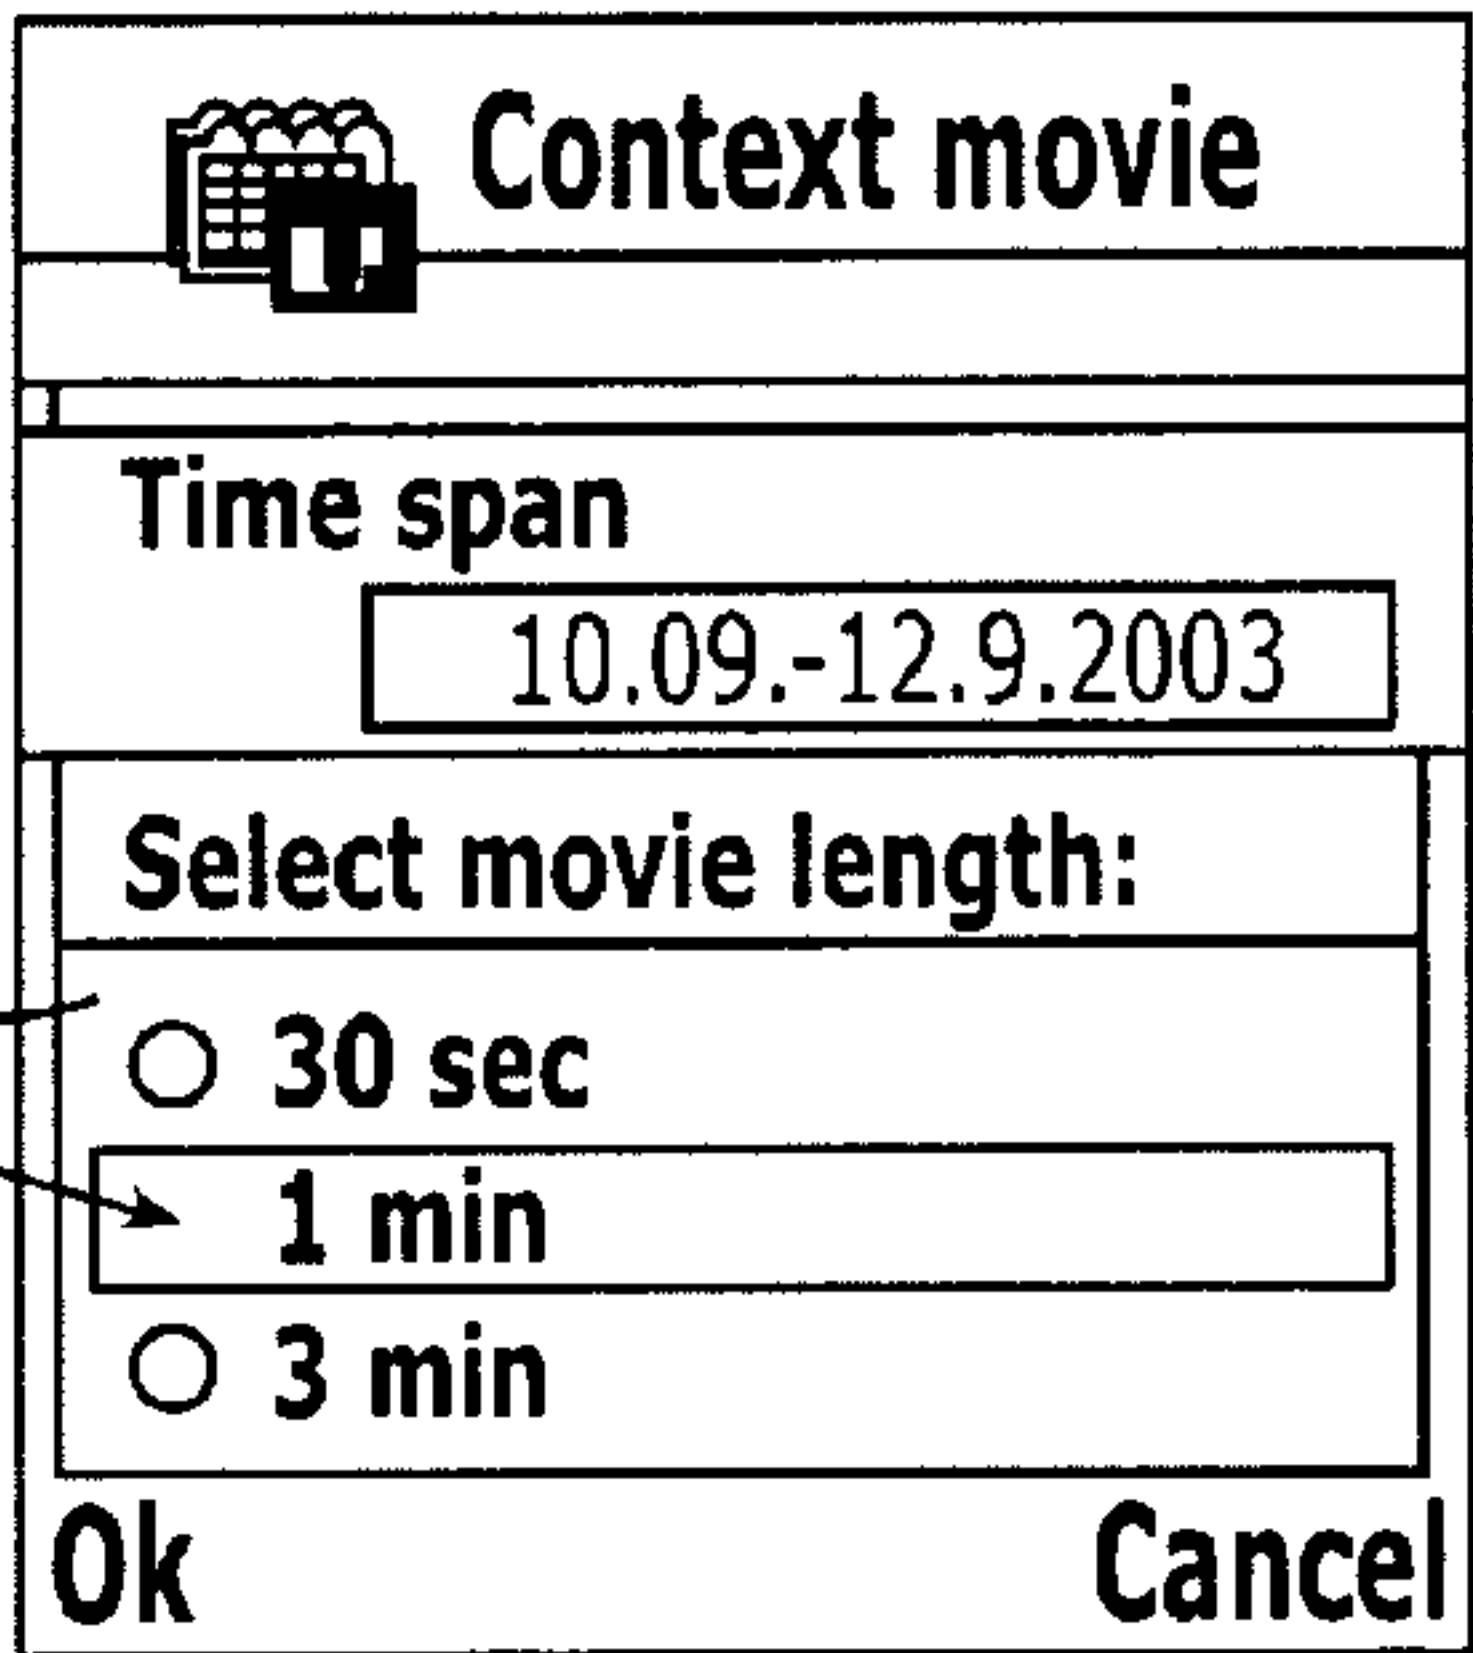 Context movie
Time span
10.09.-12.9.2003
Select movie length:
30 sec
1 min
3 min
Ok Cancel